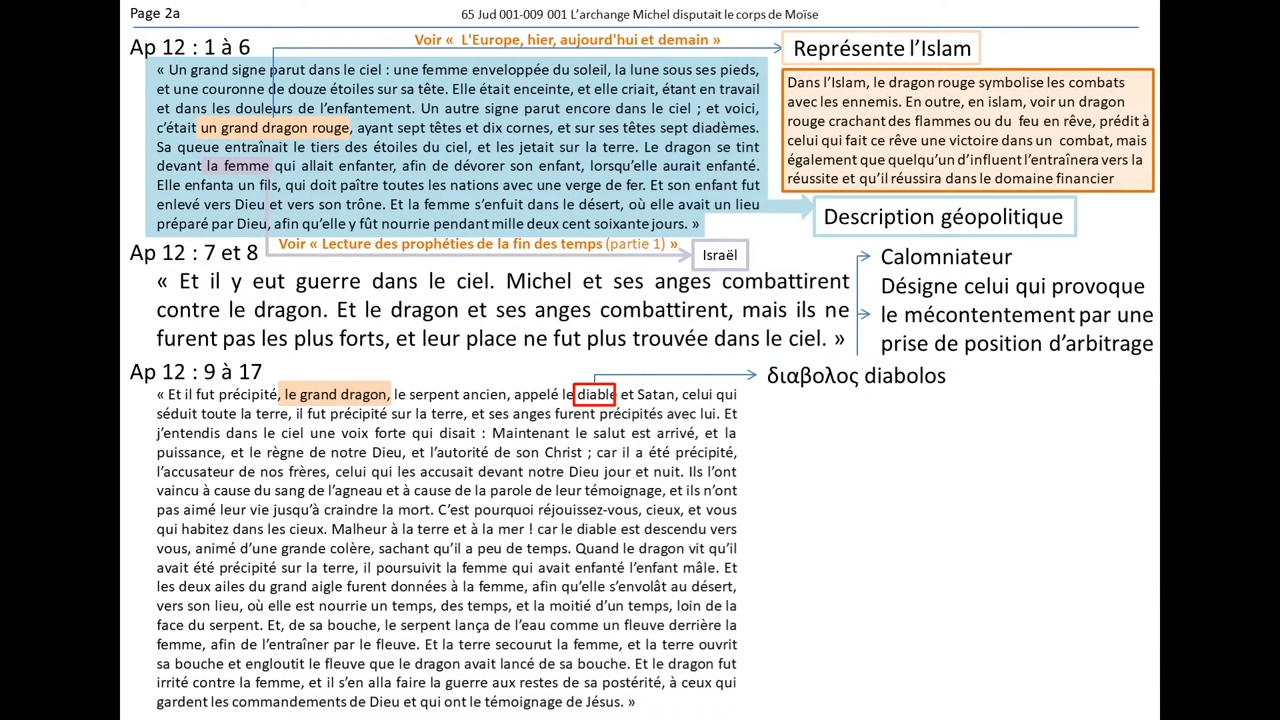 Page 2a
65 Jud 001-009 001 L’archange Michel disputait le corps de Moïse
Voir « L'Europe, hier, aujourd'hui et demain »
Ap 12 : 1 à 6
Représente l’Islam
« Un grand signe parut dans le ciel : une femme enveloppée du soleil, la lune sous ses pieds,
et une couronne de douze étoiles sur sa tête. Elle était enceinte, et elle criait, étant en travail
et dans les douleurs de l’enfantement. Un autre signe parut encore dans le ciel ; et voici,
c’était un grand dragon rouge, ayant sept têtes et dix cornes, et sur ses têtes sept diadèmes.
Sa queue entraînait le tiers des étoiles du ciel, et les jetait sur la terre. Le dragon se tint
devant la femme qui allait enfanter, afin de dévorer son enfant, lorsqu’elle aurait enfanté.
Elle enfanta un fils, qui doit paître toutes les nations avec une verge de fer. Et son enfant fut
enlevé vers Dieu et vers son trône. Et la femme s’enfuit dans le désert, où elle avait un lieu
préparé par Dieu, afin qu’elle y fût nourrie pendant mille deux cent soixante jours. »
Dans l’Islam, le dragon rouge symbolise les combats
avec les ennemis. En outre, en islam, voir un dragon
rouge crachant des flammes ou du feu en rêve, prédit à
celui qui fait ce rêve une victoire dans un combat, mais
également que quelqu’un d’influent l’entraînera vers la
réussite et qu’il réussira dans le domaine financier
Description géopolitique
Voir « Lecture des prophéties de la fin des temps (partie 1) »
Israël
Ap 12 : 7 et 8
« Et il y eut guerre dans le ciel. Michel et ses anges combattirent
contre le dragon. Et le dragon et ses anges combattirent, mais ils ne
furent pas les plus forts, et leur place ne fut plus trouvée dans le ciel. »
Calomniateur
Désigne celui qui provoque
le mécontentement par une
prise de position d’arbitrage
Ap 12 : 9 à 17
διαβολος diabolos
« Et il fut précipité, le grand dragon, le serpent ancien, appelé le diable et Satan, celui qui
séduit toute la terre, il fut précipité sur la terre, et ses anges furent précipités avec lui. Et
j’entendis dans le ciel une voix forte qui disait : Maintenant le salut est arrivé, et la
puissance, et le règne de notre Dieu, et l’autorité de son Christ ; car il a été précipité,
l’accusateur de nos frères, celui qui les accusait devant notre Dieu jour et nuit. Ils l’ont
vaincu à cause du sang de l’agneau et à cause de la parole de leur témoignage, et ils n’ont
pas aimé leur vie jusqu’à craindre la mort. C’est pourquoi réjouissez-vous, cieux, et vous
qui habitez dans les cieux. Malheur à la terre et à la mer ! car le diable est descendu vers
vous, animé d’une grande colère, sachant qu’il a peu de temps. Quand le dragon vit qu’il
avait été précipité sur la terre, il poursuivit la femme qui avait enfanté l’enfant mâle. Et
les deux ailes du grand aigle furent données à la femme, afin qu’elle s’envolât au désert,
vers son lieu, où elle est nourrie un temps, des temps, et la moitié d’un temps, loin de la
face du serpent. Et, de sa bouche, le serpent lança de l’eau comme un fleuve derrière la
femme, afin de l’entraîner par le fleuve. Et la terre secourut la femme, et la terre ouvrit
sa bouche et engloutit le fleuve que le dragon avait lancé de sa bouche. Et le dragon fut
irrité contre la femme, et il s’en alla faire la guerre aux restes de sa postérité, à ceux qui
gardent les commandements de Dieu et qui ont le témoignage de Jésus. »